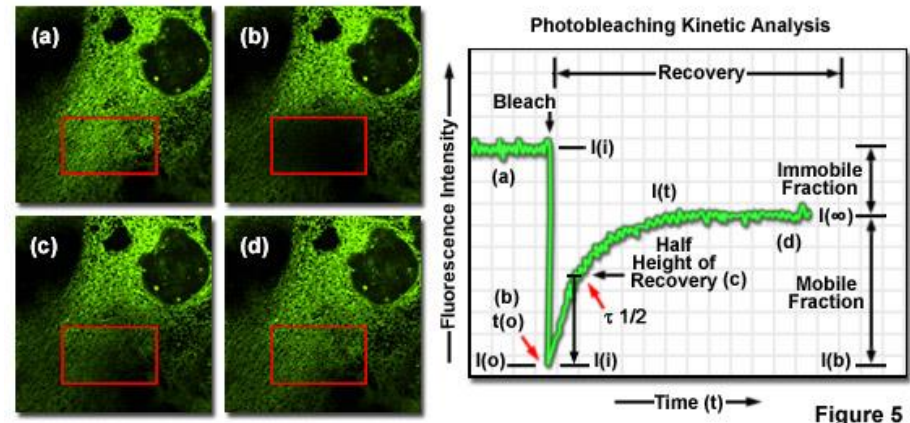 (a)
(b)
(c)
(d)
Photobleaching Kinetic Analysis
Recovery
Bleach
I(i)
(a)
I(t)
Immobile
Fraction
I(∞)
(d)
Half
Height of
Recovery (c)
Mobile
Fraction
(b)
t(o)
τ 1/2
I(o)
I(i)
I(b)
Fluorescence Intensity
Time (t)
Figure 5